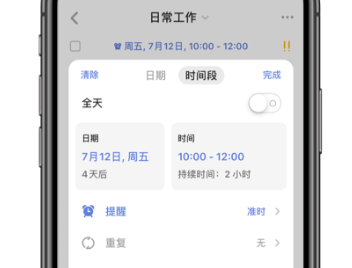 日常工作
周五, 7月12日, 10:00 - 12:00 !!
清除 日期 时间段 完成
全天
日期 时间
7月12日, 周五 10:00 - 12:00
4天后 持续时间: 2 小时
提醒 准时
重复 无